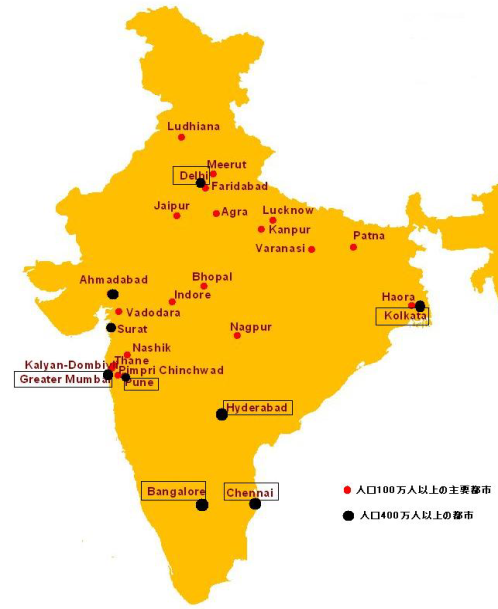 Ludhiana
Meerut
Delhi
Faridabad
Jaipur
Agra
Lucknow
Kanpur
Patna
Varanasi
Ahmadabad
Bhopal
Indore
Haora
Vadodara
Kolkata
Surat
Nagpur
Nashik
Thane
Kalyan-Dombiv
Pimpri Chinchwad
Greater Mumbai
Pune
Hyderabad
Bangalore
Chennai
人口100万人以上の主要都市
人口400万人以上の都市